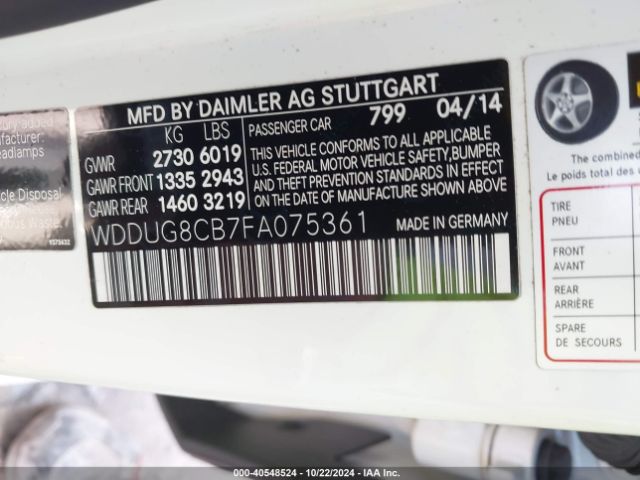 MFD BY DAIMLER AG STUTTGART
KG LBS
GVWR 2730 6019
GAWR FRONT 1335 2943
GAWR REAR 1460 3219
PASSENGER CAR 799 04/14
THIS VEHICLE CONFORMS TO ALL APPLICABLE
U.S. FEDERAL MOTOR VEHICLE SAFETY, BUMPER
AND THEFT PREVENTION STANDARDS IN EFFECT
ON THE DATE OF MANUFACTURE SHOWN ABOVE.
WDDUG8CB7FA075361
MADE IN GERMANY
manufacturer:
cle Disposal
The combined
Le poids total des
TIRE
PNEU
FRONT
AVANT
REAR
ARRIÈRE
SPARE
DE SECOURS
000-40548524 | 10/22/2024 | IAA Inc.